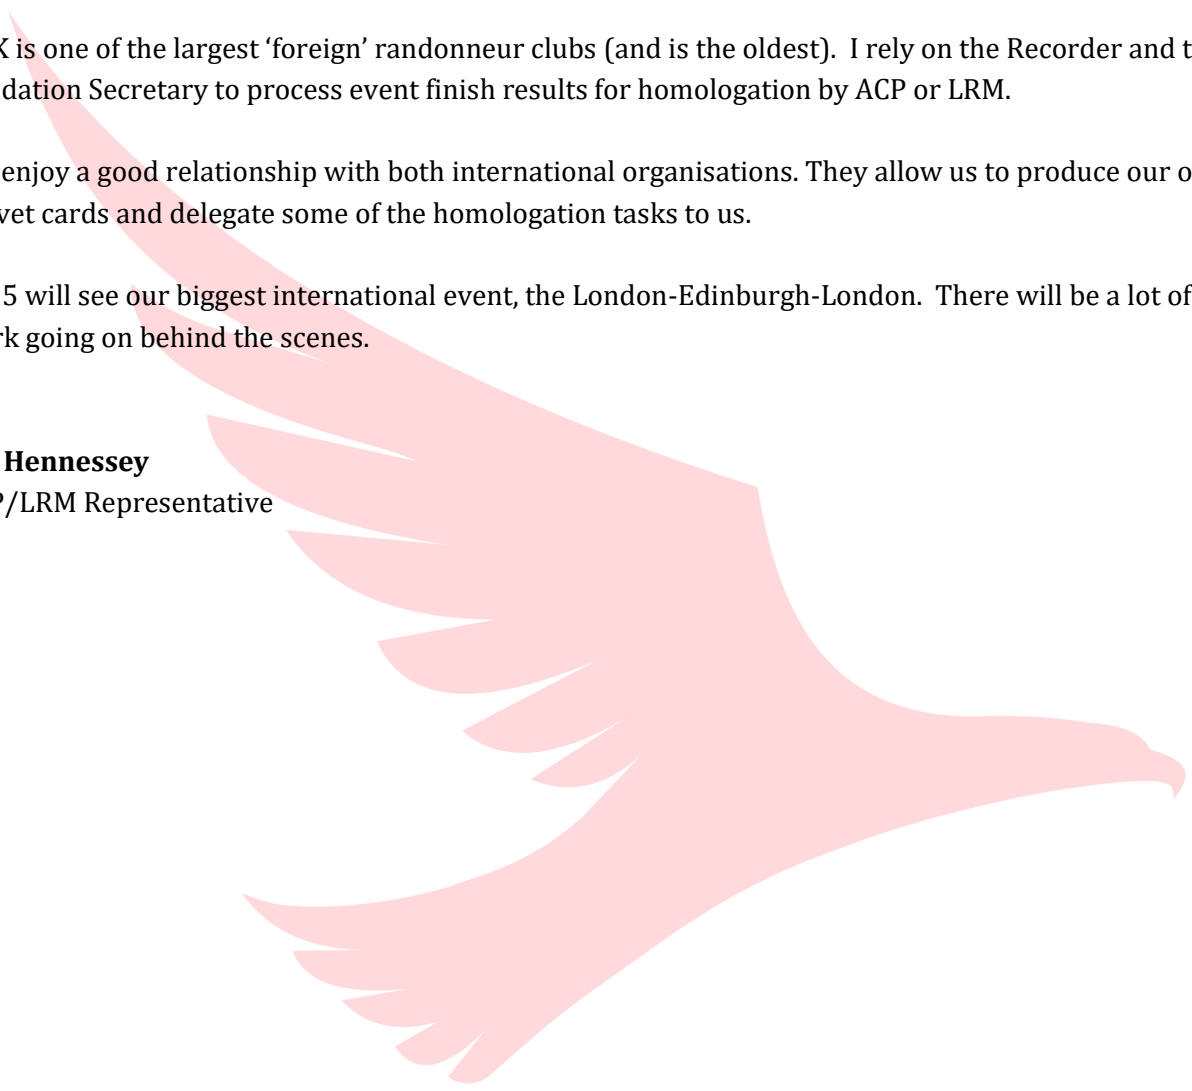 K is one of the largest ‘foreign’ randonneur clubs (and is the oldest).  I rely on the Recorder and t
dation Secretary to process event finish results for homologation by ACP or LRM.
enjoy a good relationship with both international organisations. They allow us to produce our o
vet cards and delegate some of the homologation tasks to us.
5 will see our biggest international event, the London-Edinburgh-London.  There will be a lot of
rk going on behind the scenes.
Hennessey
P/LRM Representative